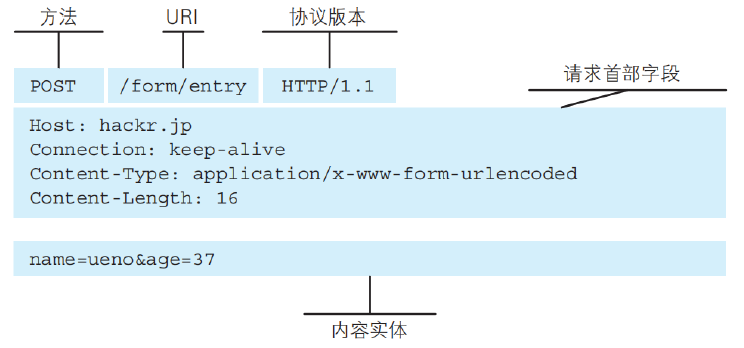 方法 URI 协议版本
POST /form/entry HTTP/1.1
请求首部字段
Host: hackr.jp
Connection: keep-alive
Content-Type: application/x-www-form-urlencoded
Content-Length: 16
name=ueno&age=37
内容实体